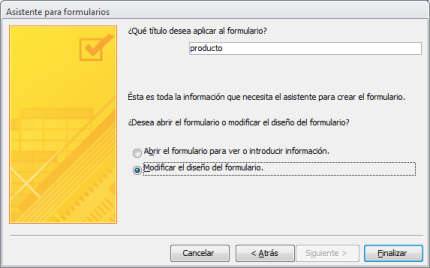 Asistente para formularios
¿Qué título desea aplicar al formulario?
producto
Ésta es toda la información que necesita el asistente para crear el formulario.
¿Desea abrir el formulario o modificar el diseño del formulario?
Abrir el formulario para ver o introducir información.
Modificar el diseño del formulario.
Cancelar < Atrás Siguiente > Finalizar